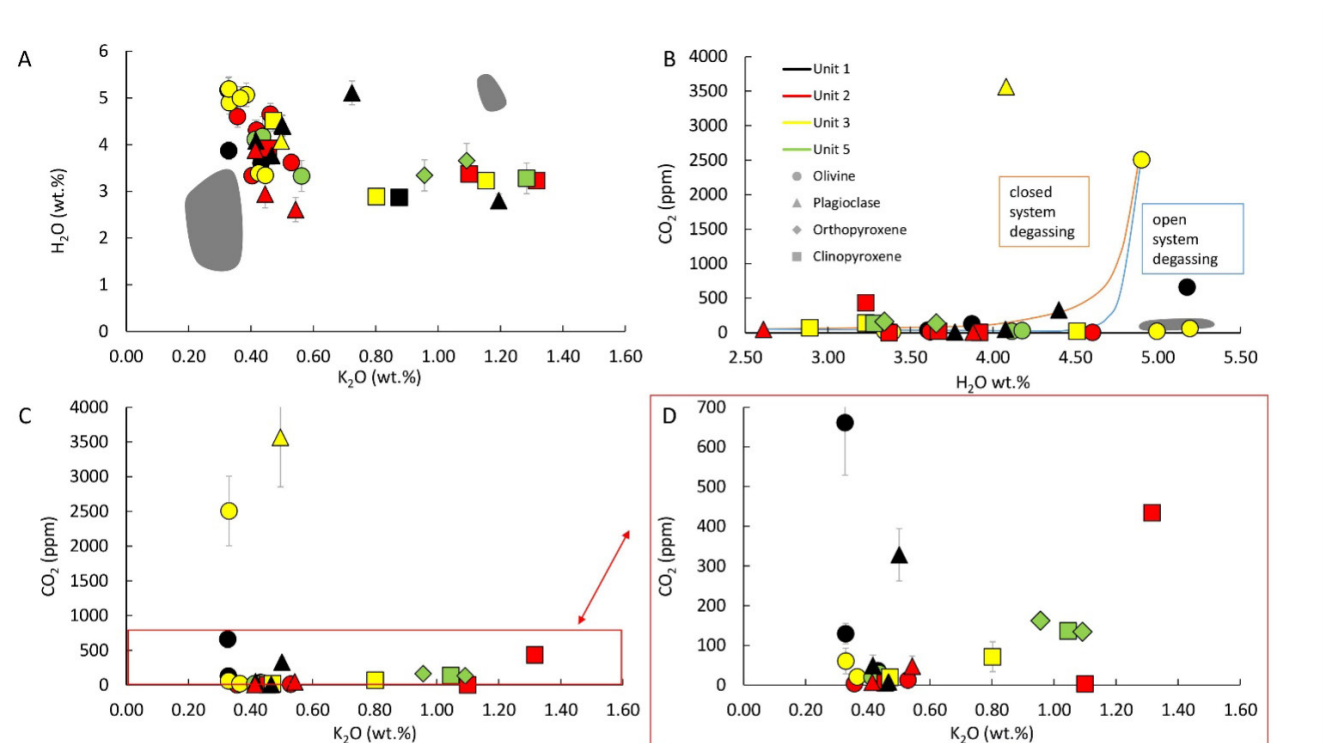 A
H₂O (wt.%)
6
5
4
3
2
1
0
0.00 0.20 0.40 0.60 0.80 1.00 1.20 1.40 1.60
K₂O (wt.%)
B
CO₂ (ppm)
4000
3500
3000
2500
2000
1500
1000
500
0
Unit 1
Unit 2
Unit 3
Unit 5
Olivine
Plagioclase
Orthopyroxene
Clinopyroxene
closed
system
degassing
open
system
degassing
2.50 3.00 3.50 4.00 4.50 5.00 5.50
H₂O wt.%
C
CO₂ (ppm)
4000
3500
3000
2500
2000
1500
1000
500
0
0.00 0.20 0.40 0.60 0.80 1.00 1.20 1.40 1.60
K₂O (wt.%)
D
CO₂ (ppm)
700
600
500
400
300
200
100
0
0.00 0.20 0.40 0.60 0.80 1.00 1.20 1.40 1.60
K₂O (wt.%)